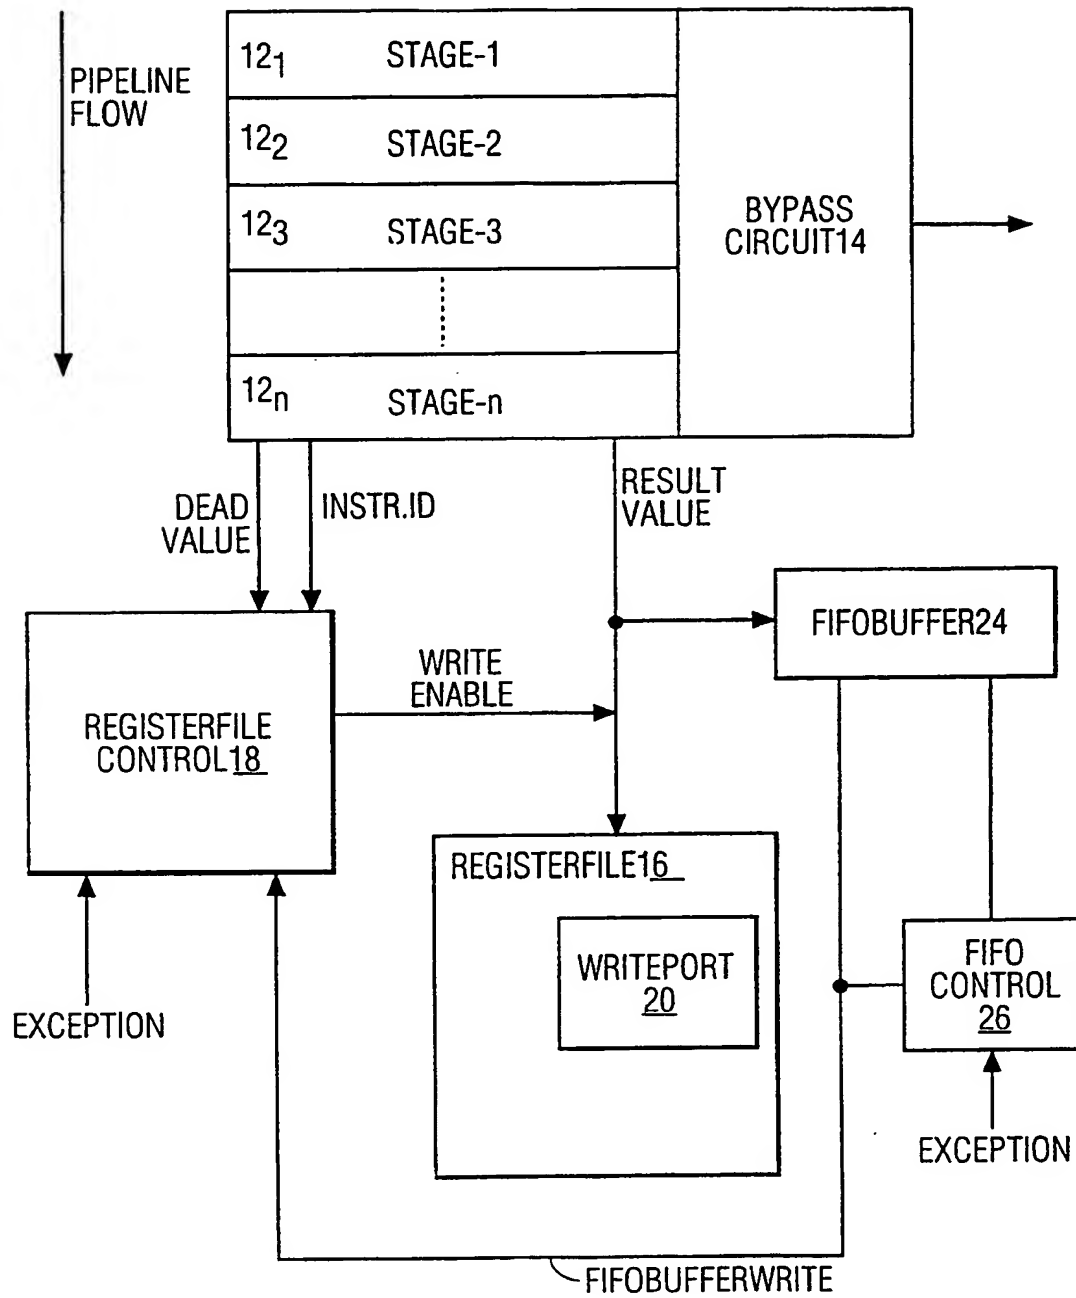 PIPELINE
FLOW
12₁ STAGE-1
12₂ STAGE-2
12₃ STAGE-3
12ₙ STAGE-n
BYPASS
CIRCUIT14
DEAD
VALUE
INSTR.ID
RESULT
VALUE
FIFOBUFFER24
WRITE
ENABLE
REGISTERFILE
CONTROL18
REGISTERFILE16
WRITEPORT
20
FIFO
CONTROL
26
EXCEPTION
EXCEPTION
FIFOBUFFERWRITE